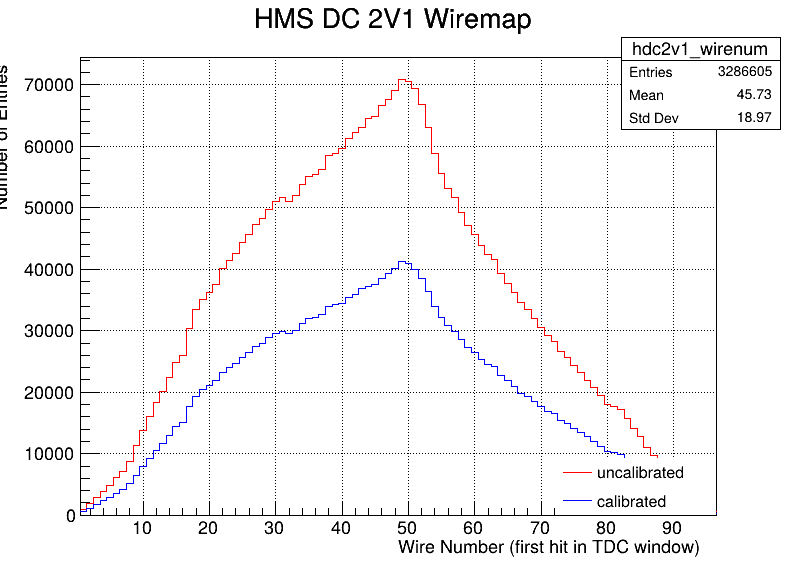 HMS DC 2V1 Wiremap
hdc2v1_wirenum
Entries 3286605
Mean 45.73
Std Dev 18.97
Number of Entries
70000
60000
50000
40000
30000
20000
10000
0
uncalibrated
calibrated
10 20 30 40 50 60 70 80 90
Wire Number (first hit in TDC window)